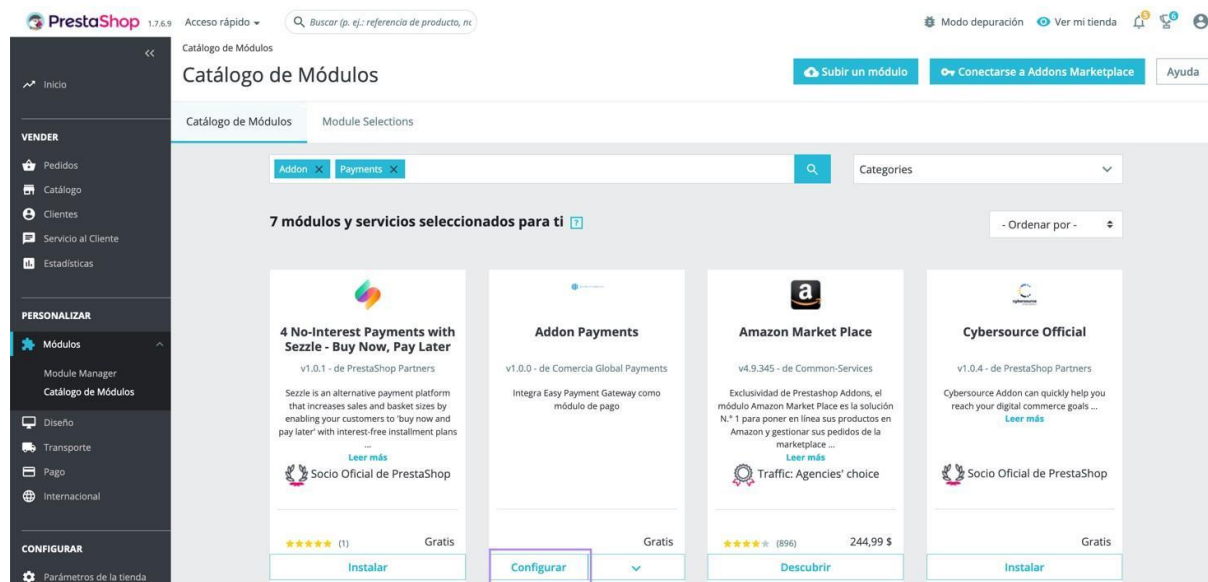 PrestaShop 1.7.6.9
Acceso rápido
Buscar (p. ej.: referencia de producto, no
Modo depuración
Ver mi tienda
5
6
Inicio
VENDER
Pedidos
Catálogo
Clientes
Servicio al Cliente
Estadísticas
PERSONALIZAR
Módulos
Module Manager
Catálogo de Módulos
Diseño
Transporte
Pago
Internacional
CONFIGURAR
Parámetros de la tienda
Catálogo de Módulos
Catálogo de Módulos
Subir un módulo
Conectarse a Addons Marketplace
Ayuda
Catálogo de Módulos
Module Selections
Addon X
Payments X
Categories
7 módulos y servicios seleccionados para ti ?
- Ordenar por -
4 No-Interest Payments with
Sezzle - Buy Now, Pay Later
v1.0.1 - de PrestaShop Partners
Sezzle is an alternative payment platform
that increases sales and basket sizes by
enabling your customers to 'buy now and
pay later' with interest-free installment plans
...
Leer más
Socio Oficial de PrestaShop
(1)
Gratis
Instalar
Addon Payments
v1.0.0 - de Comercia Global Payments
Integra Easy Payment Gateway como
módulo de pago
Gratis
Configurar
a
Amazon Market Place
v4.9.345 - de Common-Services
Exclusividad de Prestashop Addons, el
módulo Amazon Market Place es la solución
N.° 1 para poner en línea sus productos en
Amazon y gestionar sus pedidos de la
marketplace ...
Leer más
Traffic: Agencies' choice
(896)
244,99 $
Descubrir
cybersource
Cybersource Official
v1.0.4 - de PrestaShop Partners
Cybersource Addon can quickly help you
reach your digital commerce goals ...
Leer más
Socio Oficial de PrestaShop
Gratis
Instalar